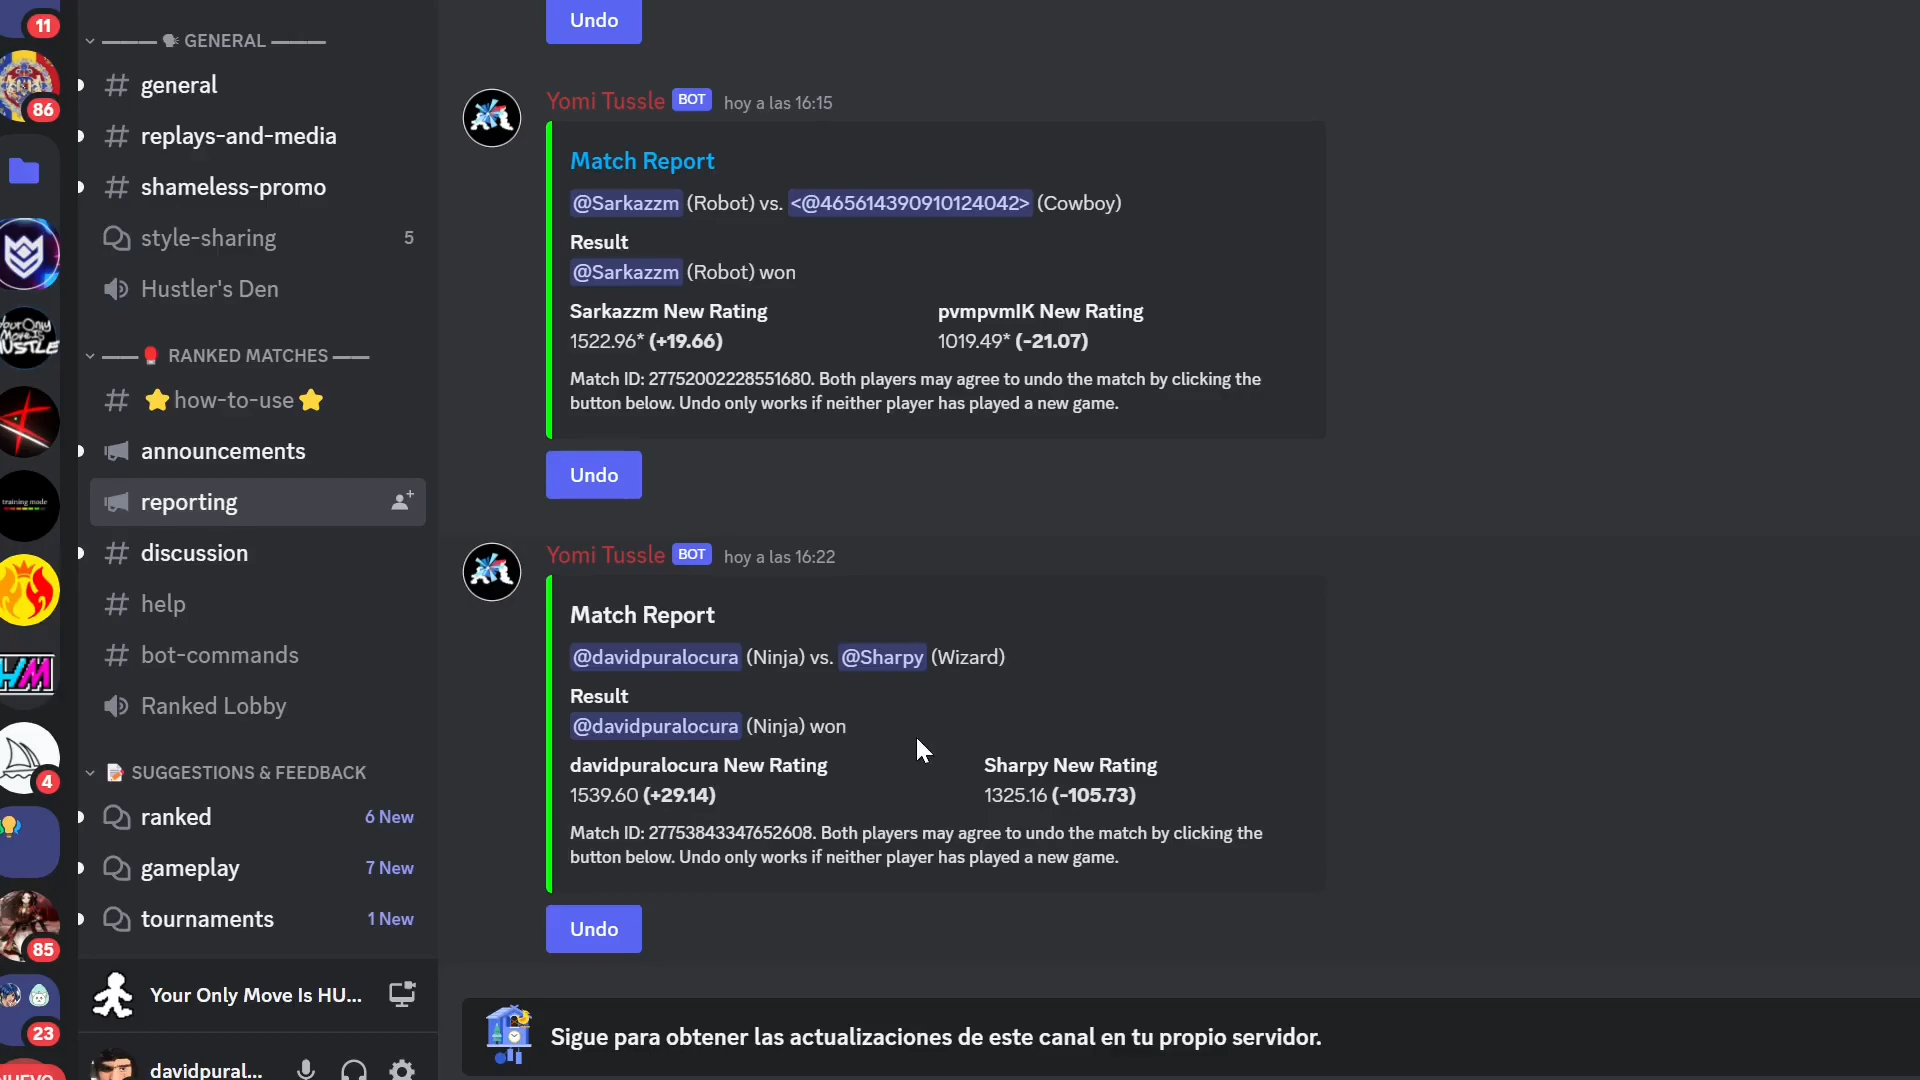 11
86
4
85
23
NUEVO
YourOnly
Move Is
HUSTLE
training mode
HM
GENERAL
general
replays-and-media
shameless-promo
style-sharing 5
Hustler's Den
RANKED MATCHES
how-to-use
announcements
reporting
discussion
help
bot-commands
Ranked Lobby
SUGGESTIONS & FEEDBACK
ranked 6 New
gameplay 7 New
tournaments 1 New
Your Only Move Is HU...
davidpural...
Undo
Yomi Tussle BOT hoy a las 16:15
Match Report
@Sarkazzm (Robot) vs. <@465614390910124042> (Cowboy)
Result
@Sarkazzm (Robot) won
Sarkazzm New Rating pvmpvmIK New Rating
1522.96* (+19.66) 1019.49* (-21.07)
Match ID: 27752002228551680. Both players may agree to undo the match by clicking the
button below. Undo only works if neither player has played a new game.
Undo
Yomi Tussle BOT hoy a las 16:22
Match Report
@davidpuralocura (Ninja) vs. @Sharpy (Wizard)
Result
@davidpuralocura (Ninja) won
davidpuralocura New Rating Sharpy New Rating
1539.60 (+29.14) 1325.16 (-105.73)
Match ID: 27753843347652608. Both players may agree to undo the match by clicking the
button below. Undo only works if neither player has played a new game.
Undo
Sigue para obtener las actualizaciones de este canal en tu propio servidor.